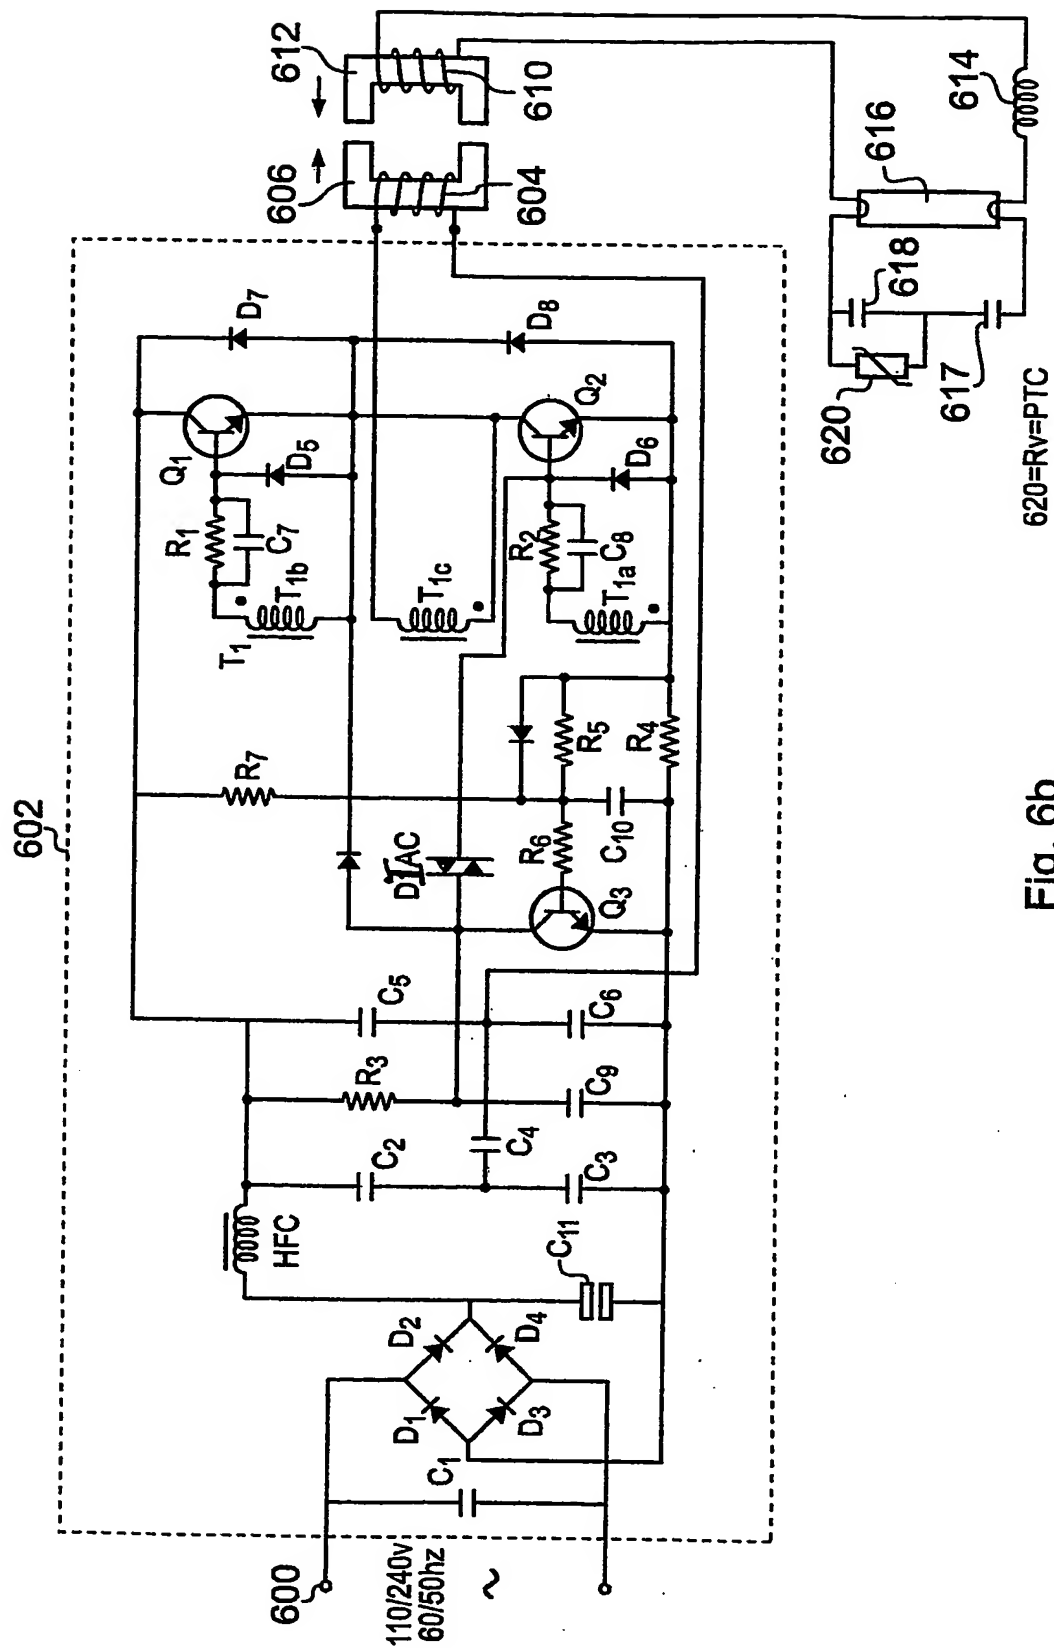 602
600
110/240v
60/50hz
~
C1
D1
D2
D3
D4
HFC
C11
C2
C3
C4
R3
C9
C5
C6
DIAC
Q3
R6
R7
C10
R5
R4
T1
T1b
T1c
T1a
R1
C7
R2
C8
Q1
D5
Q2
D6
D7
D8
606
604
612
610
614
616
618
617
620
620=Rv=PTC
Fig. 6b